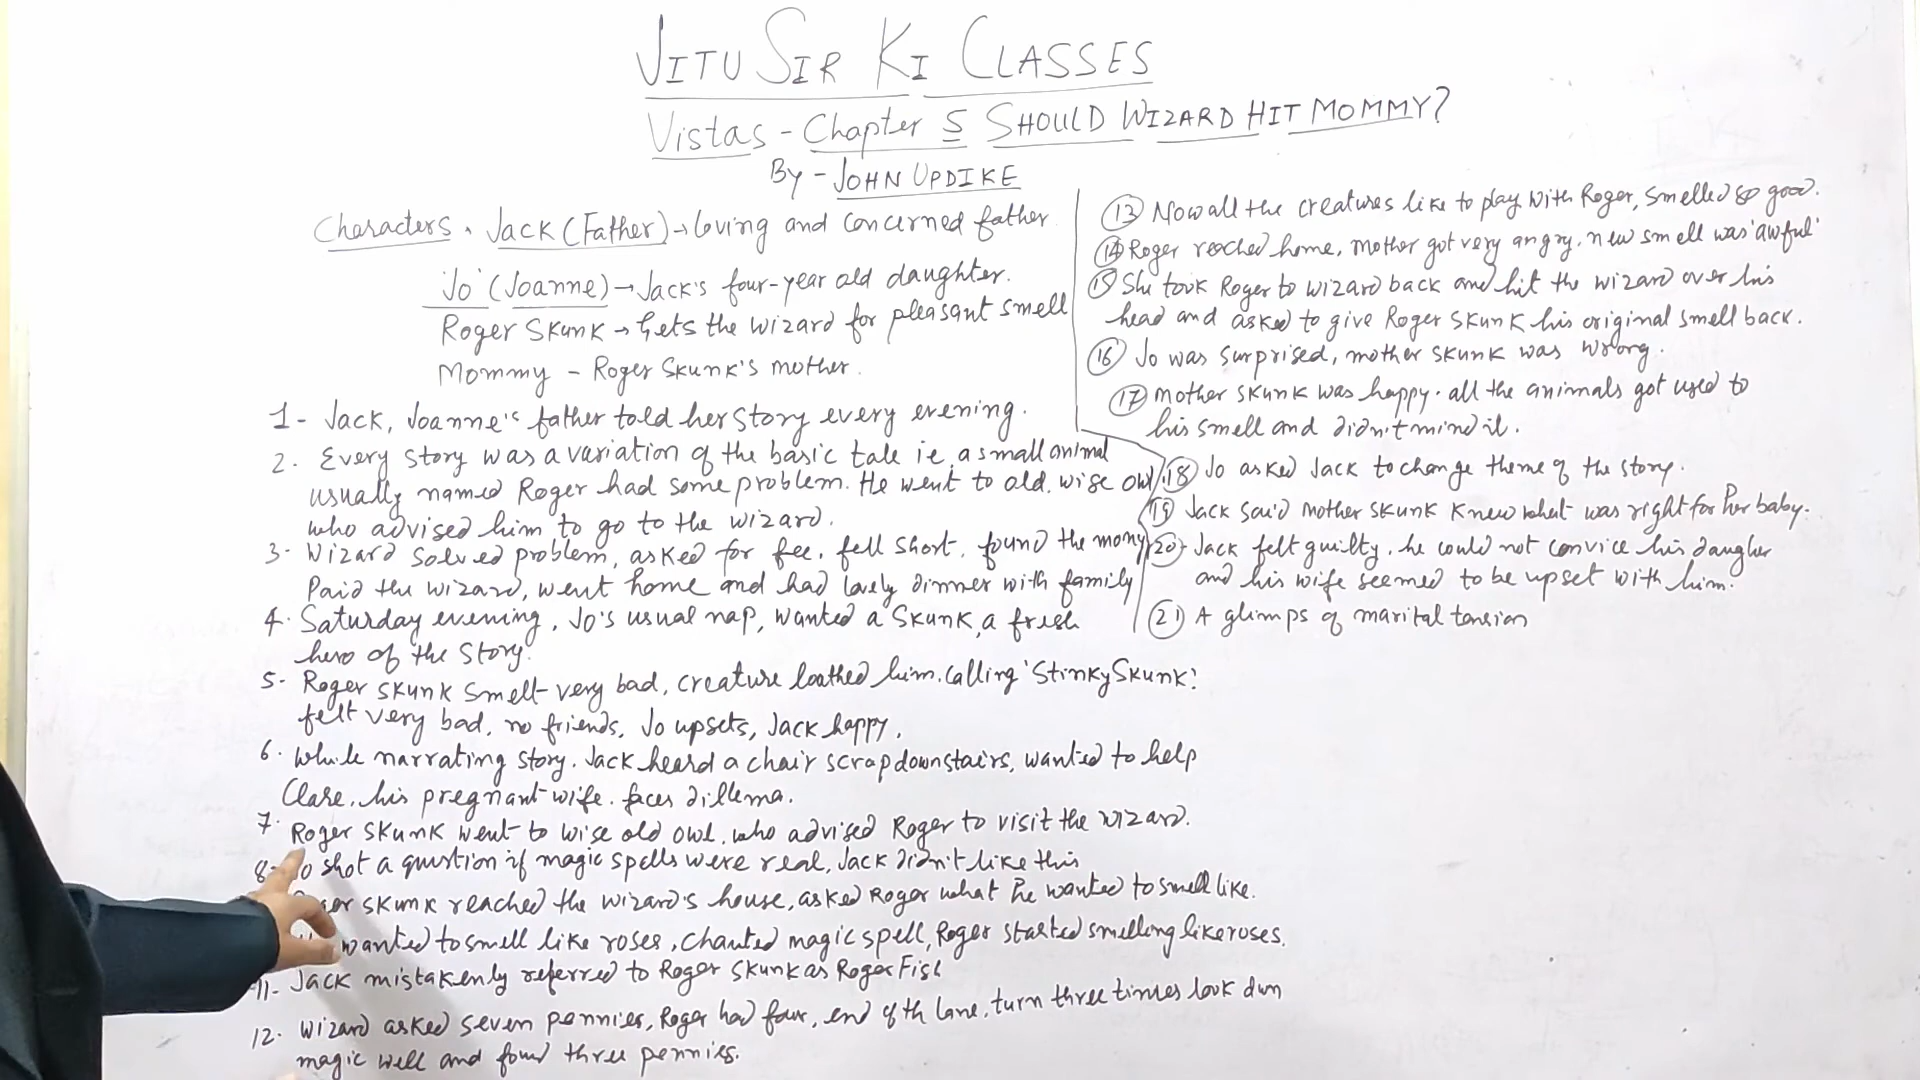 JITU SIR KI CLASSES
Vistas - Chapter 5 SHOULD WIZARD HIT MOMMY?
By - JOHN UPDIKE
Characters. Jack (Father) → loving and concerned father
'Jo' (Joanne) → Jack's four-year old daughter.
Roger Skunk → Gets the wizard for pleasant smell
Mommy - Roger Skunk's mother.
1- Jack, Joanne's father told her story every evening.
2. Every story was a variation of the basic tale ie, a small animal
usually named Roger had some problem. He went to old, wise owl
who advised him to go to the wizard.
3- Wizard solved problem, asked for fee, fell short, found the mony
Paid the wizard, went home and had lovely dinner with family
4. Saturday evening, Jo's usual nap, wanted a Skunk, a fresh
hero of the story.
5- Roger skunk smelt very bad, creature loathed him, calling 'Stinky Skunk'.
felt very bad, no friends, Jo upsets, Jack happy.
6. While narrating story, Jack heard a chair scrap downstairs, wanted to help
Clare, his pregnant wife. faces dillema.
7. Roger skunk went to wise old owl, who advised Roger to visit the wizard.
8- Jo shot a question if magic spells were real, Jack didn't like this
skunk reached the wizard's house, asked Roger what he wanted to smell like.
wanted to smell like roses, chanted magic spell, Roger started smelling like roses.
11- Jack mistakenly referred to Roger Skunk as Roger Fish
12. Wizard asked seven pennies, Roger had four, end of th lane, turn three times look down
magic well and found three pennies.
13 Now all the creatures like to play with Roger, smelled so good.
14 Roger reached home, mother got very angry, new smell was 'awful'
15 She took Roger to wizard back and hit the wizard over his
head and asked to give Roger skunk his original smell back.
16 Jo was surprised, mother skunk was wrong.
17 mother skunk was happy. all the animals got used to
his smell and didn't mind it.
18 Jo asked Jack to change theme of the story.
19 Jack said mother skunk knew what was right for her baby.
20- Jack felt guilty, he could not convice his daugher
and his wife seemed to be upset with him.
21 A glimps of marital tension